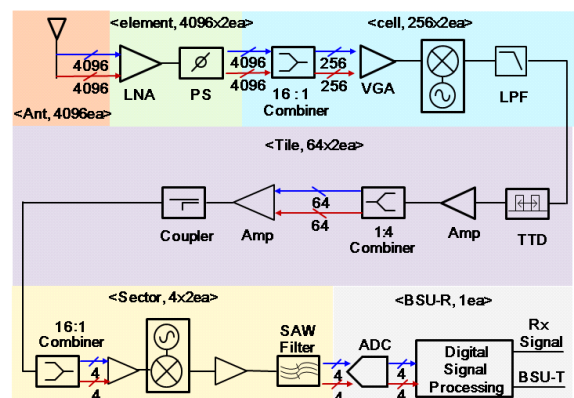 <element, 4096x2ea>
<cell, 256x2ea>
4096
4096
LNA
PS
4096
4096
16 : 1
Combiner
256
256
VGA
LPF
<Ant, 4096ea>
<Tile, 64x2ea>
Coupler
Amp
64
64
1:4
Combiner
Amp
TTD
<Sector, 4x2ea>
<BSU-R, 1ea>
16:1
Combiner
4
4
SAW
Filter
4
4
ADC
4
4
Digital
Signal
Processing
Rx
Signal
BSU-T